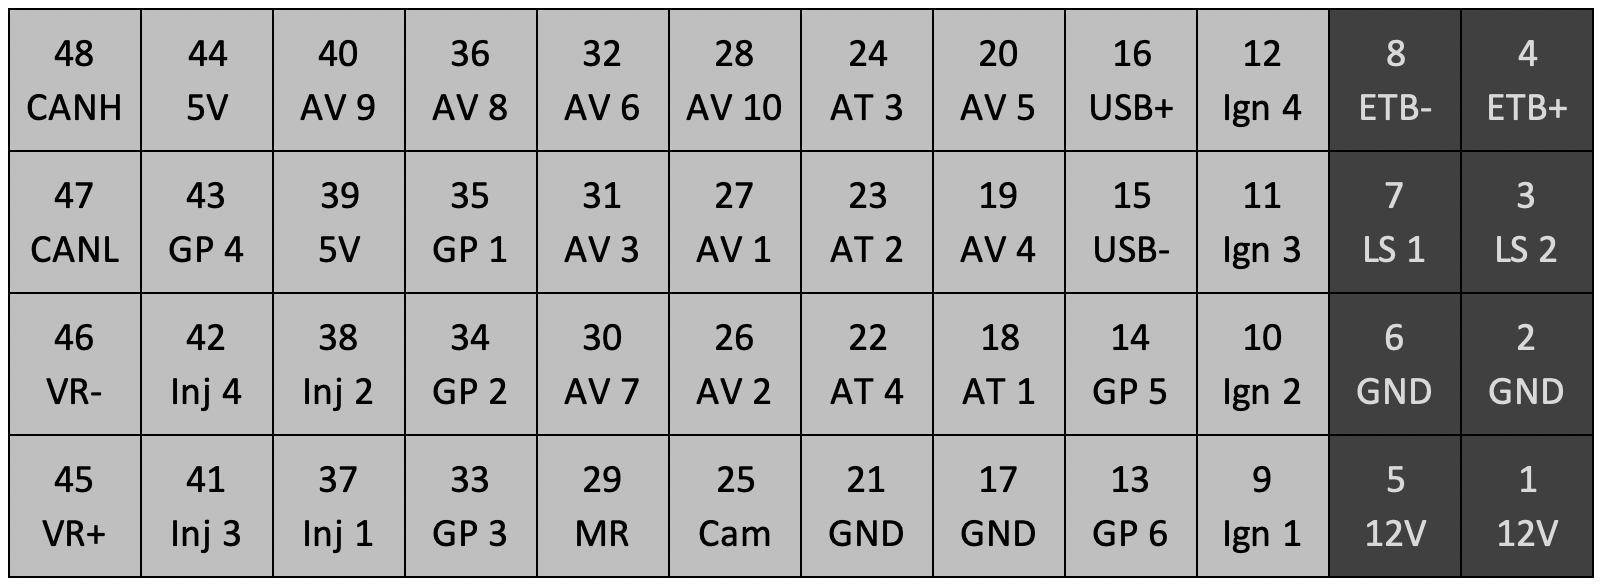 48 44 40 36 32 28 24 20 16 12 8 4
CANH 5V AV 9 AV 8 AV 6 AV 10 AT 3 AV 5 USB+ Ign 4 ETB- ETB+
47 43 39 35 31 27 23 19 15 11 7 3
CANL GP 4 5V GP 1 AV 3 AV 1 AT 2 AV 4 USB- Ign 3 LS 1 LS 2
46 42 38 34 30 26 22 18 14 10 6 2
VR- Inj 4 Inj 2 GP 2 AV 7 AV 2 AT 4 AT 1 GP 5 Ign 2 GND GND
45 41 37 33 29 25 21 17 13 9 5 1
VR+ Inj 3 Inj 1 GP 3 MR Cam GND GND GP 6 Ign 1 12V 12V